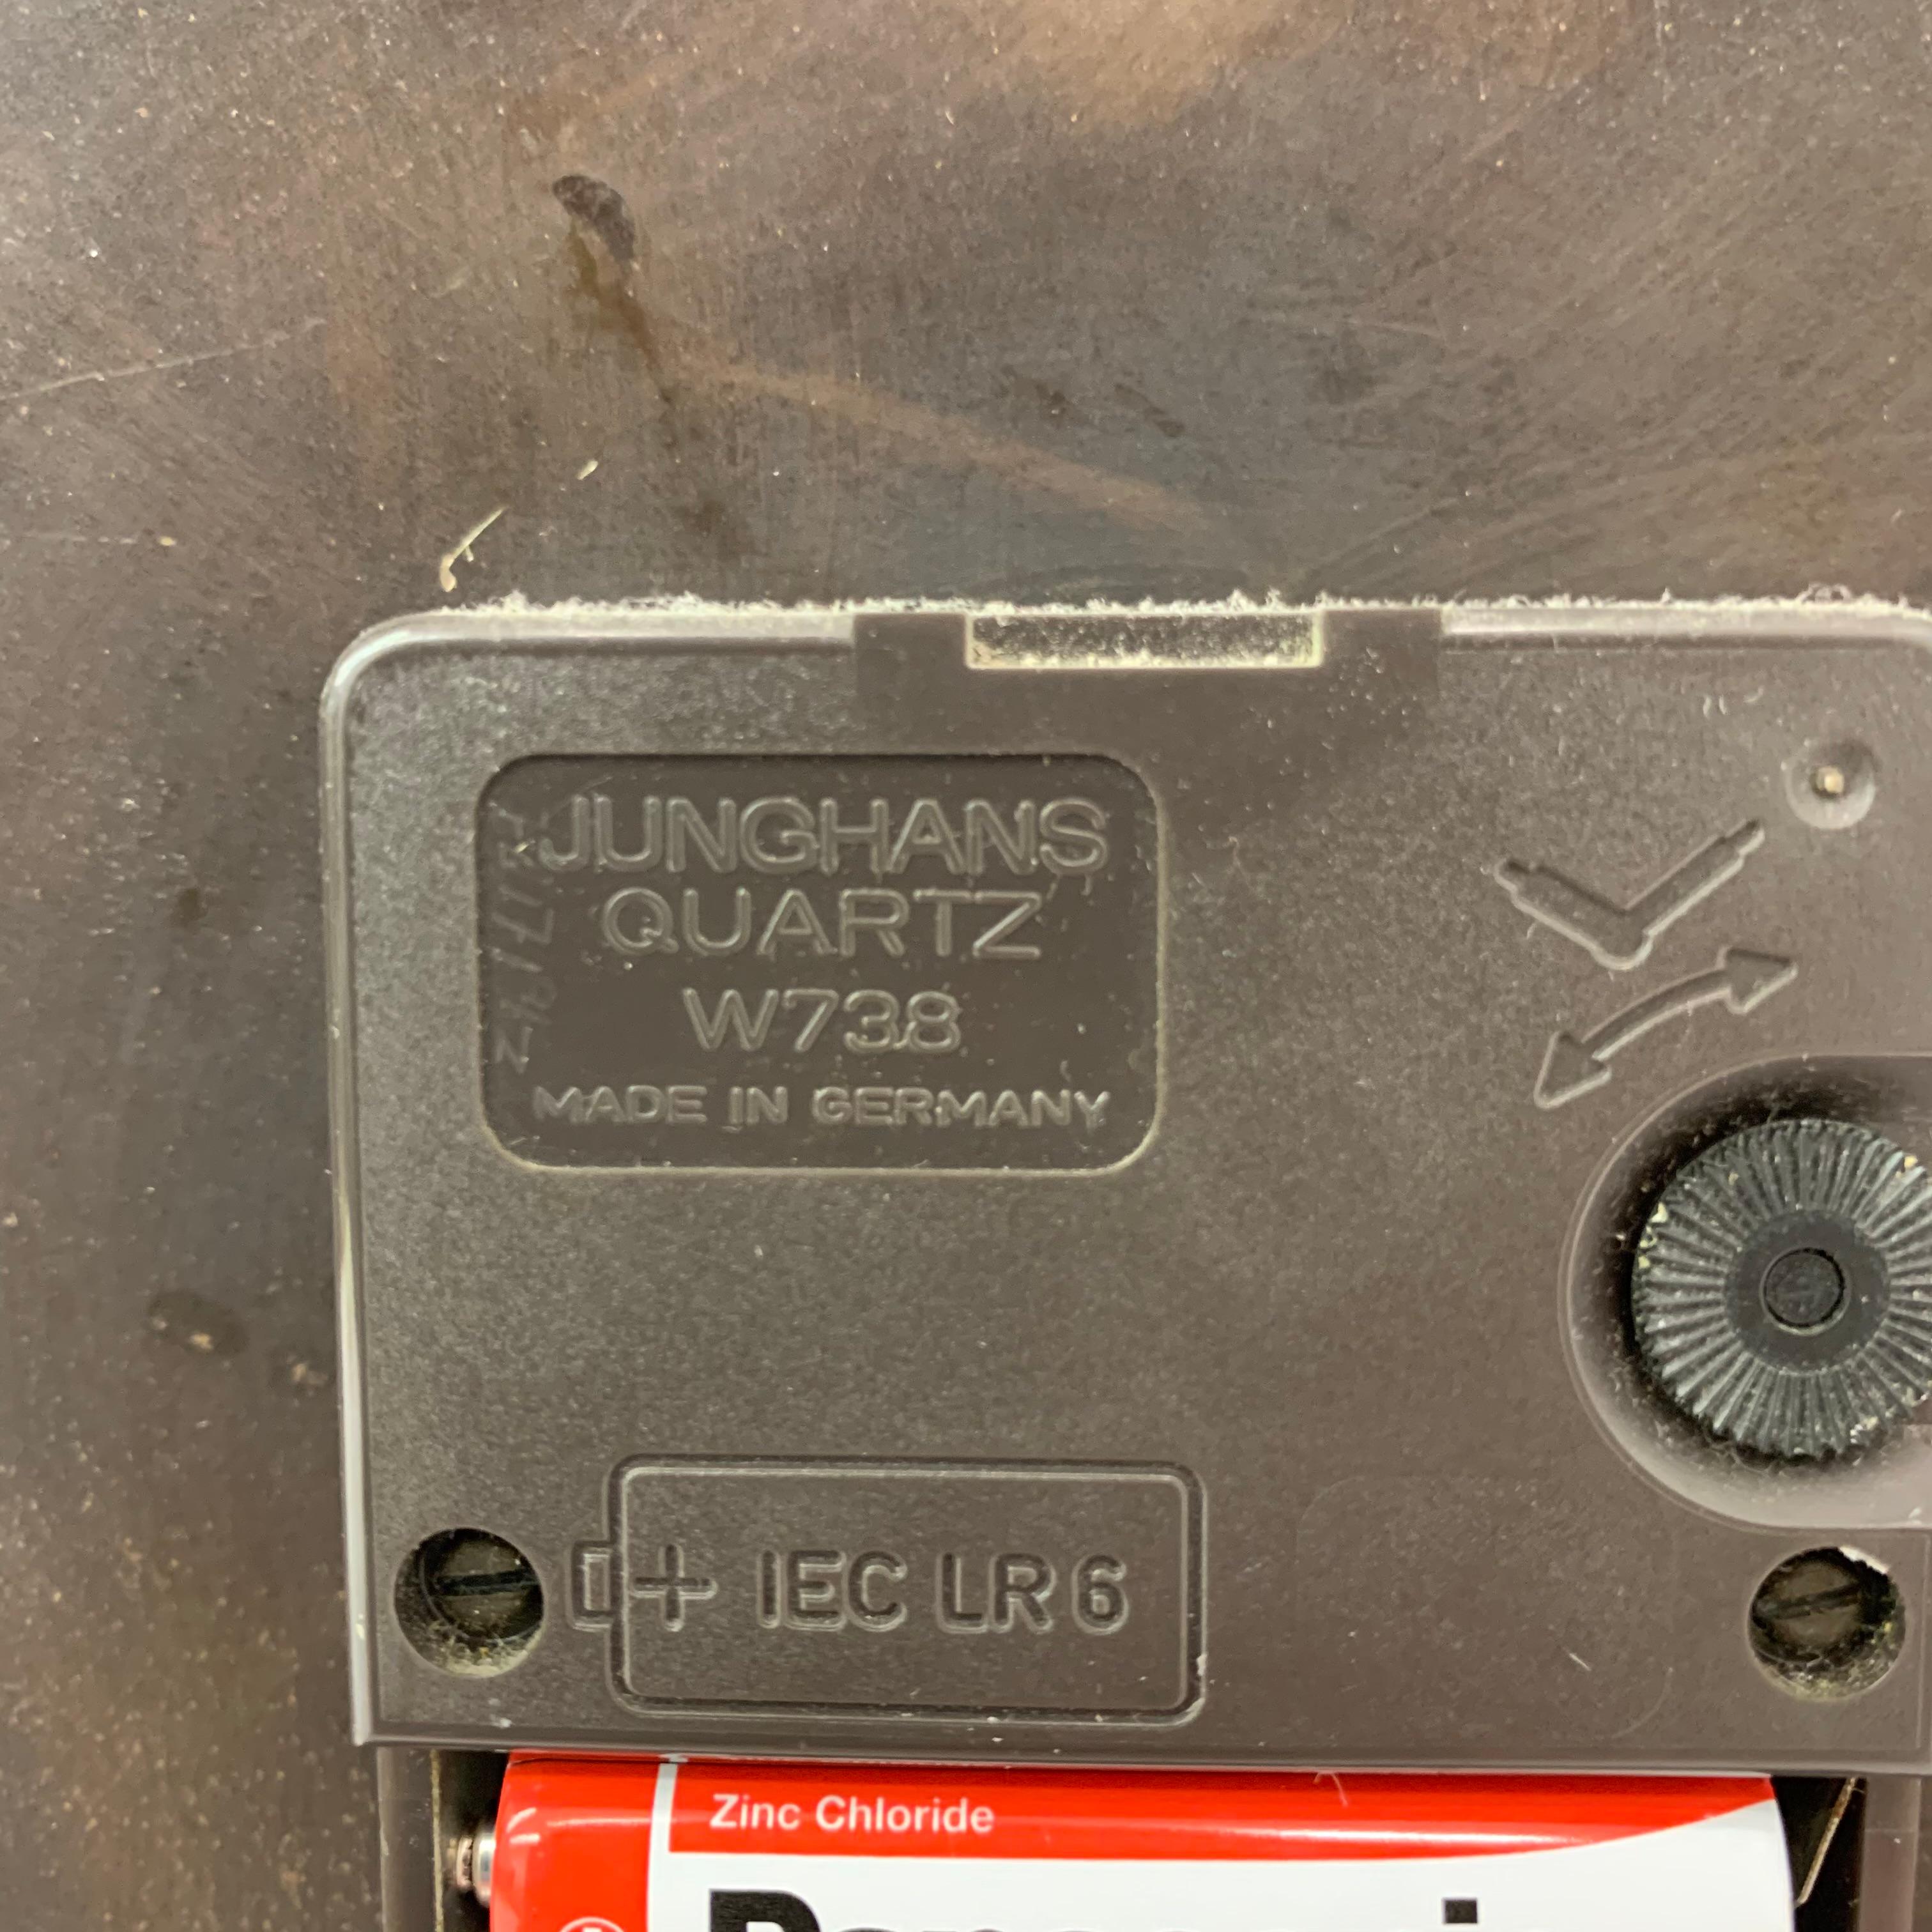 JUNGHANS
QUARTZ
W738
MADE IN GERMANY
+ IEC LR 6
Zinc Chloride